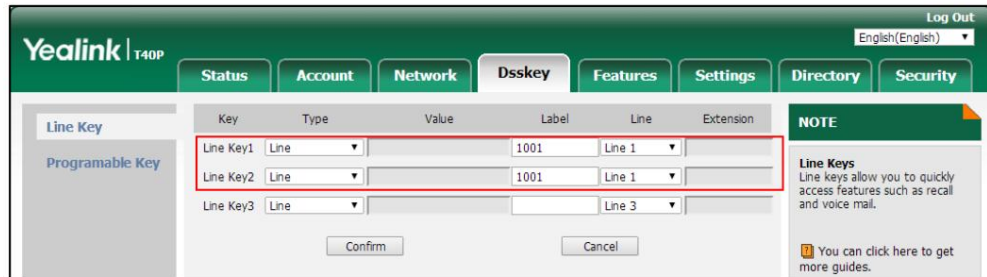 Log Out
English(English)
Yealink T40P
Status Account Network Dsskey Features Settings Directory Security
Line Key
Programable Key
Key Type Value Label Line Extension
Line Key1 Line 1001 Line 1
Line Key2 Line 1001 Line 1
Line Key3 Line Line 3
Confirm Cancel
NOTE
Line Keys
Line keys allow you to quickly
access features such as recall
and voice mail.
You can click here to get
more guides.